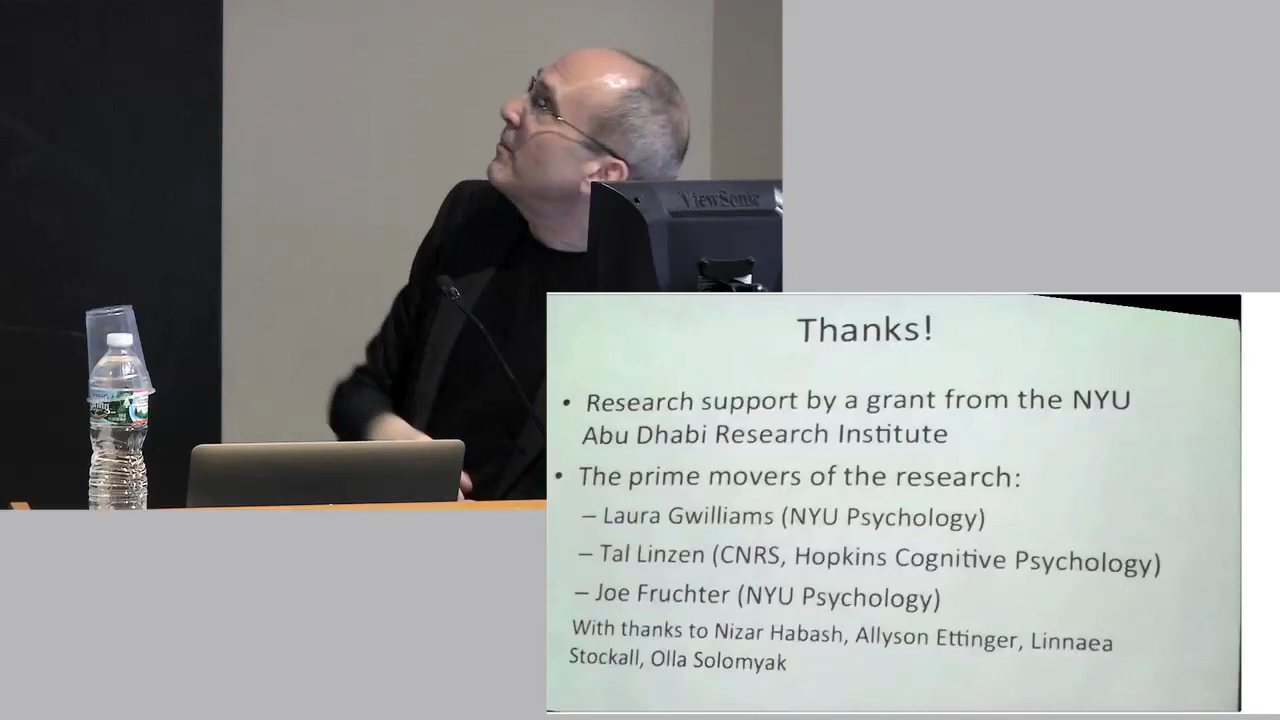 ViewSonic
Thanks!
• Research support by a grant from the NYU
Abu Dhabi Research Institute
• The prime movers of the research:
– Laura Gwilliams (NYU Psychology)
– Tal Linzen (CNRS, Hopkins Cognitive Psychology)
– Joe Fruchter (NYU Psychology)
With thanks to Nizar Habash, Allyson Ettinger, Linnaea
Stockall, Olla Solomyak